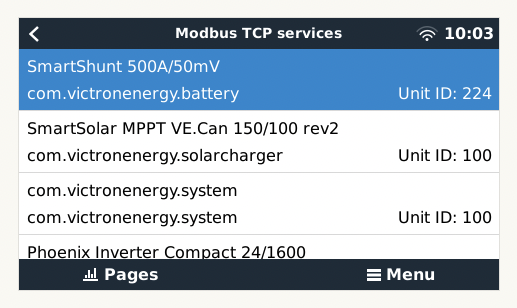 Modbus TCP services 10:03
SmartShunt 500A/50mV
com.victronenergy.battery Unit ID: 224
SmartSolar MPPT VE.Can 150/100 rev2
com.victronenergy.solarcharger Unit ID: 100
com.victronenergy.system
com.victronenergy.system Unit ID: 100
Phoenix Inverter Compact 24/1600
Pages Menu